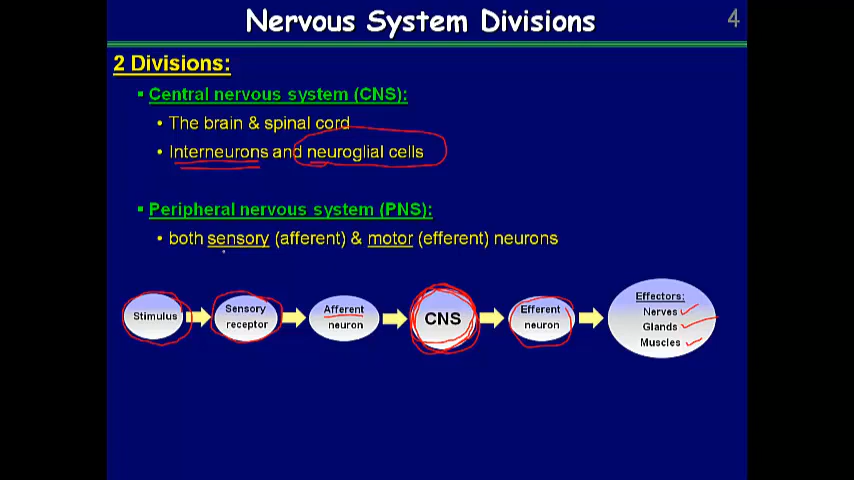 Nervous System Divisions
4
2 Divisions:
▪ Central nervous system (CNS):
• The brain & spinal cord
• Interneurons and neuroglial cells
▪ Peripheral nervous system (PNS):
• both sensory (afferent) & motor (efferent) neurons
Stimulus
Sensory
receptor
Afferent
neuron
CNS
Efferent
neuron
Effectors:
Nerves
Glands
Muscles